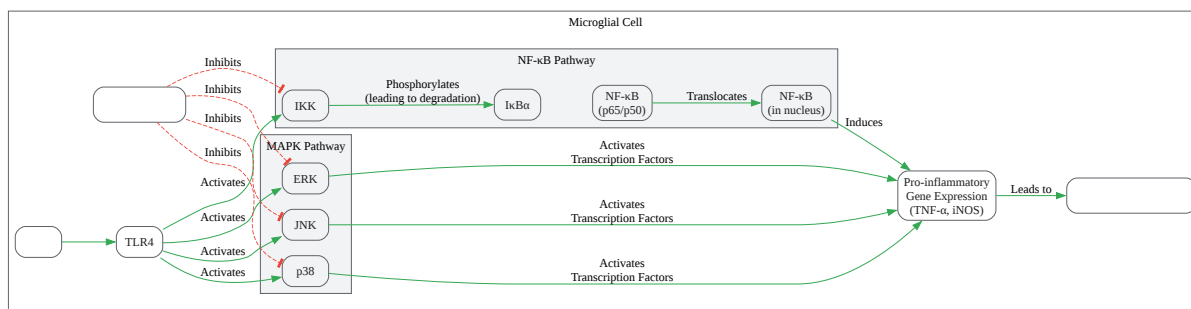 Microglial Cell
NF-κB Pathway
Inhibits
Inhibits
Inhibits
Inhibits
IKK
Phosphorylates
(leading to degradation)
IκBα
NF-κB
(p65/p50)
Translocates
NF-κB
(in nucleus)
Induces
MAPK Pathway
ERK
JNK
p38
Activates
Activates
Activates
Activates
TLR4
Activates
Transcription Factors
Activates
Transcription Factors
Activates
Transcription Factors
Pro-inflammatory
Gene Expression
(TNF-α, iNOS)
Leads to